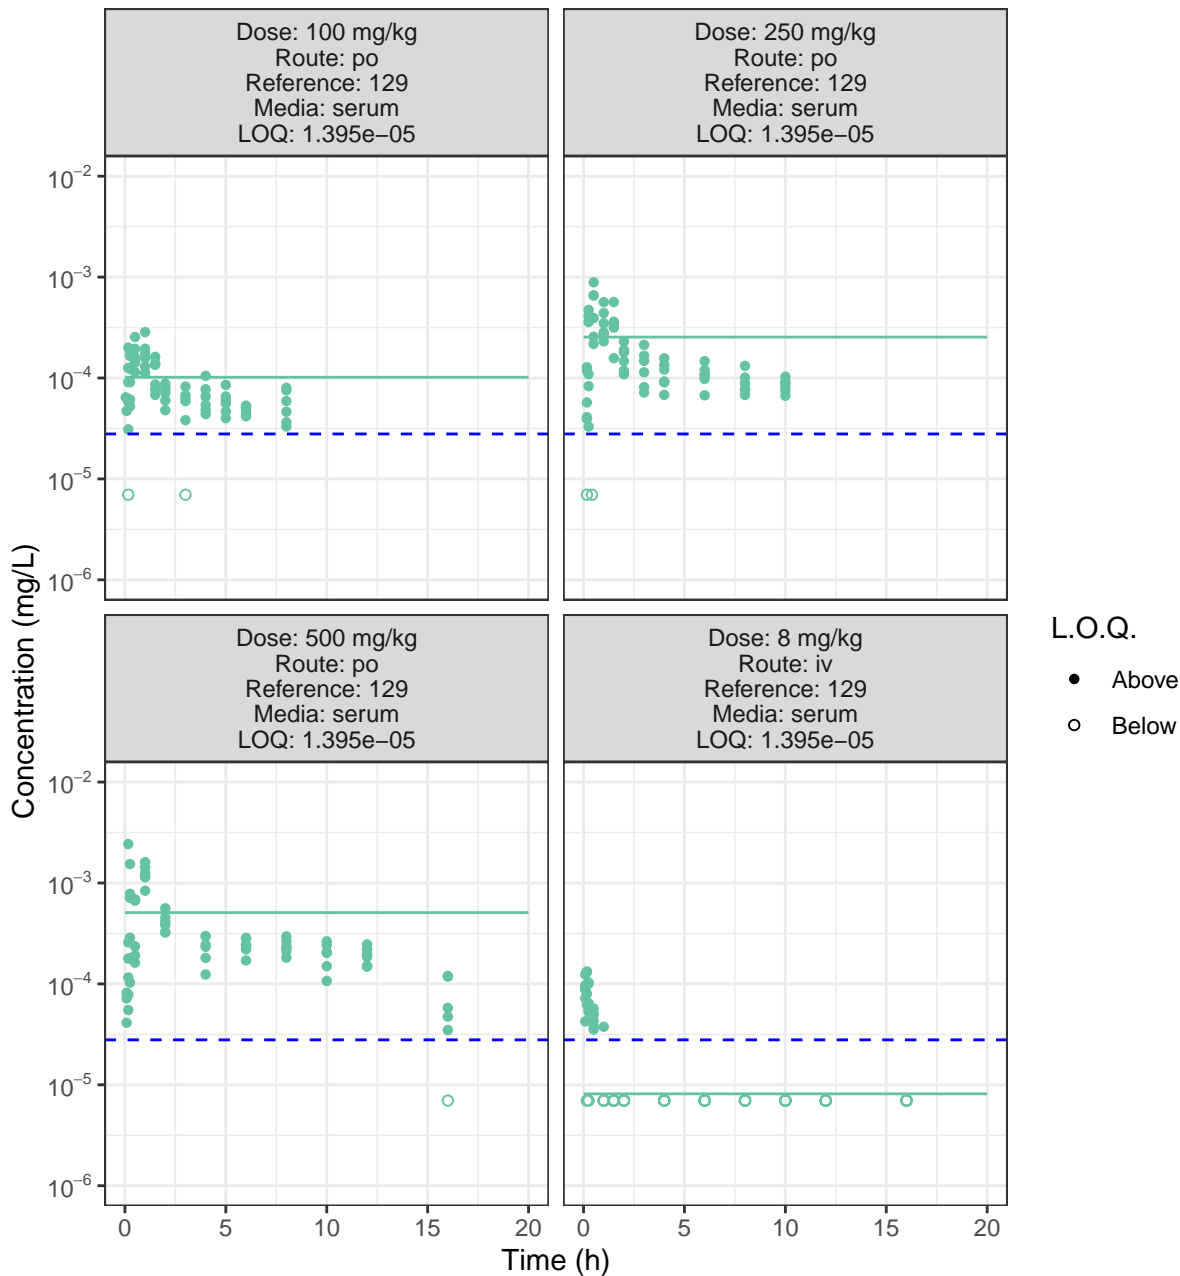 Dose: 100 mg/kg
Route: po
Reference: 129
Media: serum
LOQ: 1.395e−05
Dose: 250 mg/kg
Route: po
Reference: 129
Media: serum
LOQ: 1.395e−05
10−2
10−3
10−4
10−5
10−6
Dose: 500 mg/kg
Route: po
Reference: 129
Media: serum
LOQ: 1.395e−05
Dose: 8 mg/kg
Route: iv
Reference: 129
Media: serum
LOQ: 1.395e−05
10−2
10−3
10−4
10−5
10−6
0 5 10 15 20
0 5 10 15 20
Time (h)
Concentration (mg/L)
L.O.Q.
Above
Below